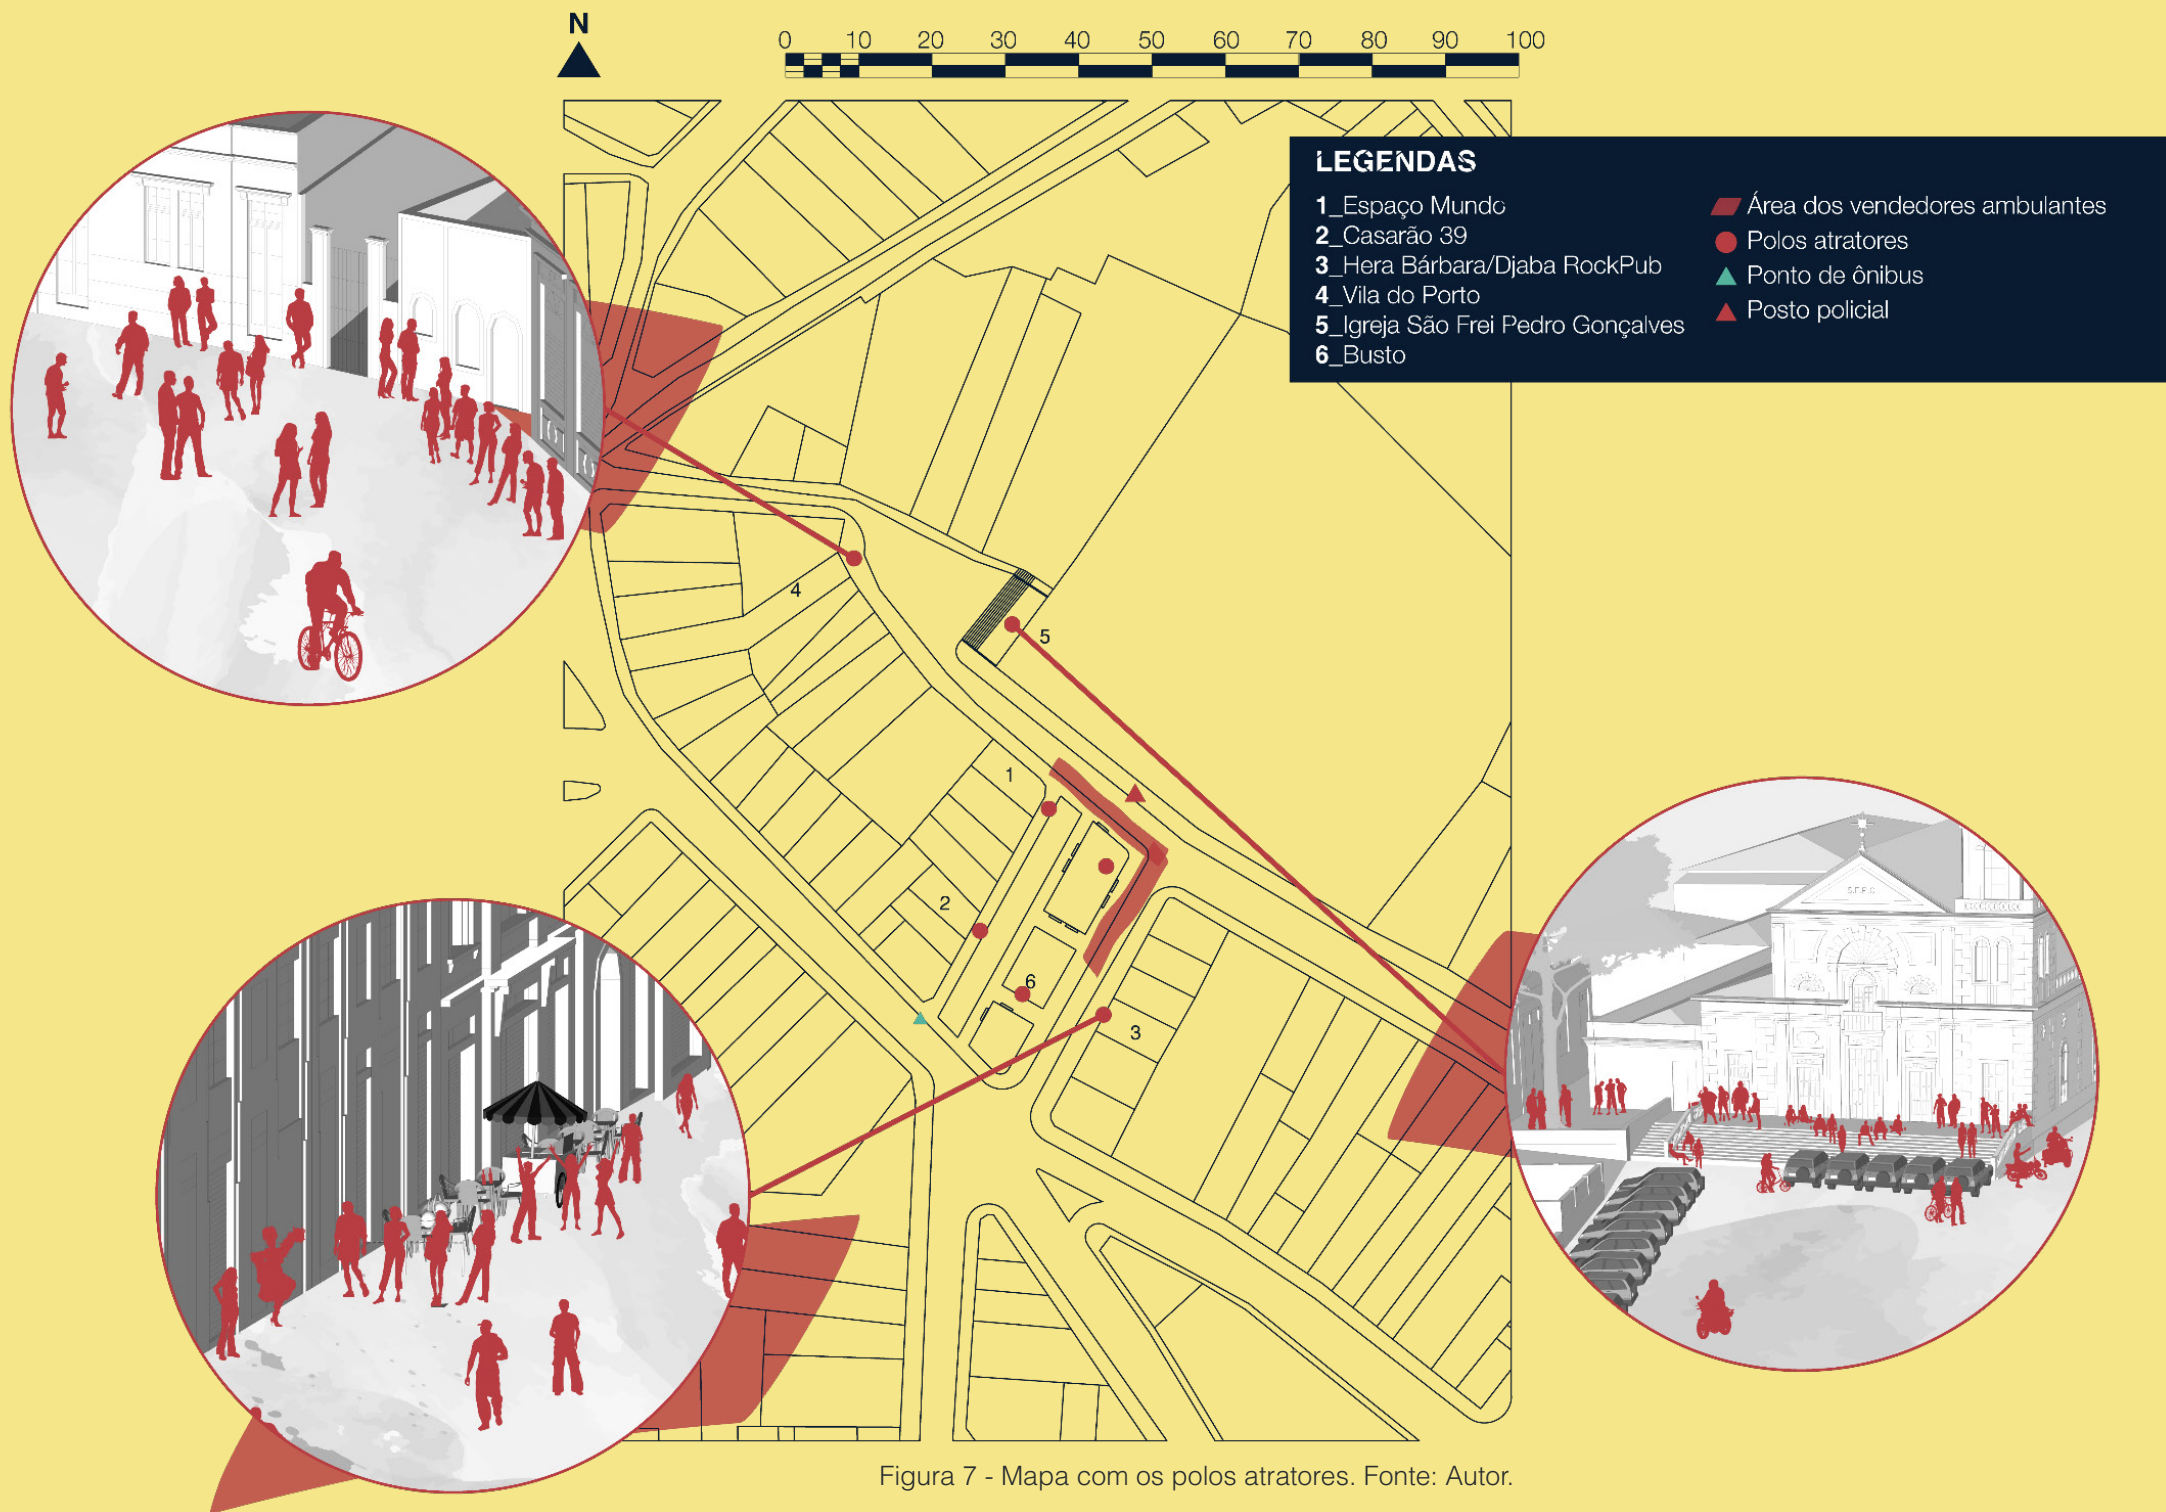 N
0 10 20 30 40 50 60 70 80 90 100
LEGENDAS
1_Espaço Mundo
2_Casarão 39
3_Hera Bárbara/Djaba RockPub
4_Vila do Porto
5_Igreja São Frei Pedro Gonçalves
6_Busto
Área dos vendedores ambulantes
Polos atratores
Ponto de ônibus
Posto policial
4
5
1
2
6
3
Figura 7 - Mapa com os polos atratores. Fonte: Autor.